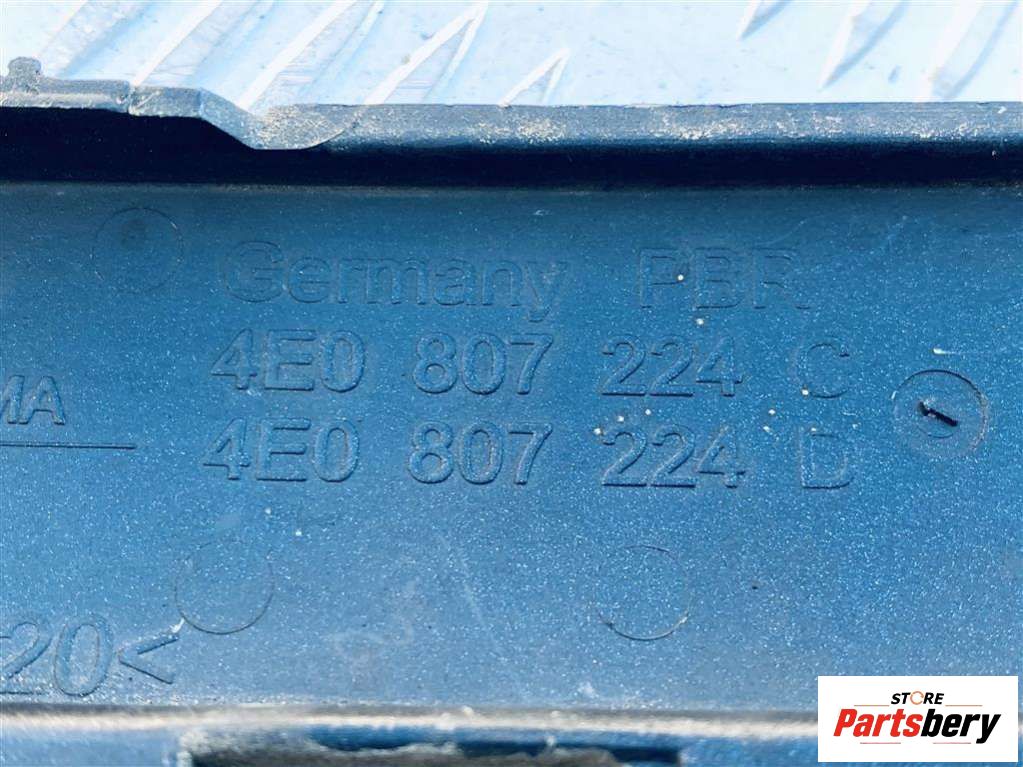 Germany PBR
4E0 807 224 C
MA
4E0 807 224 D
20<
STORE
Partsbery